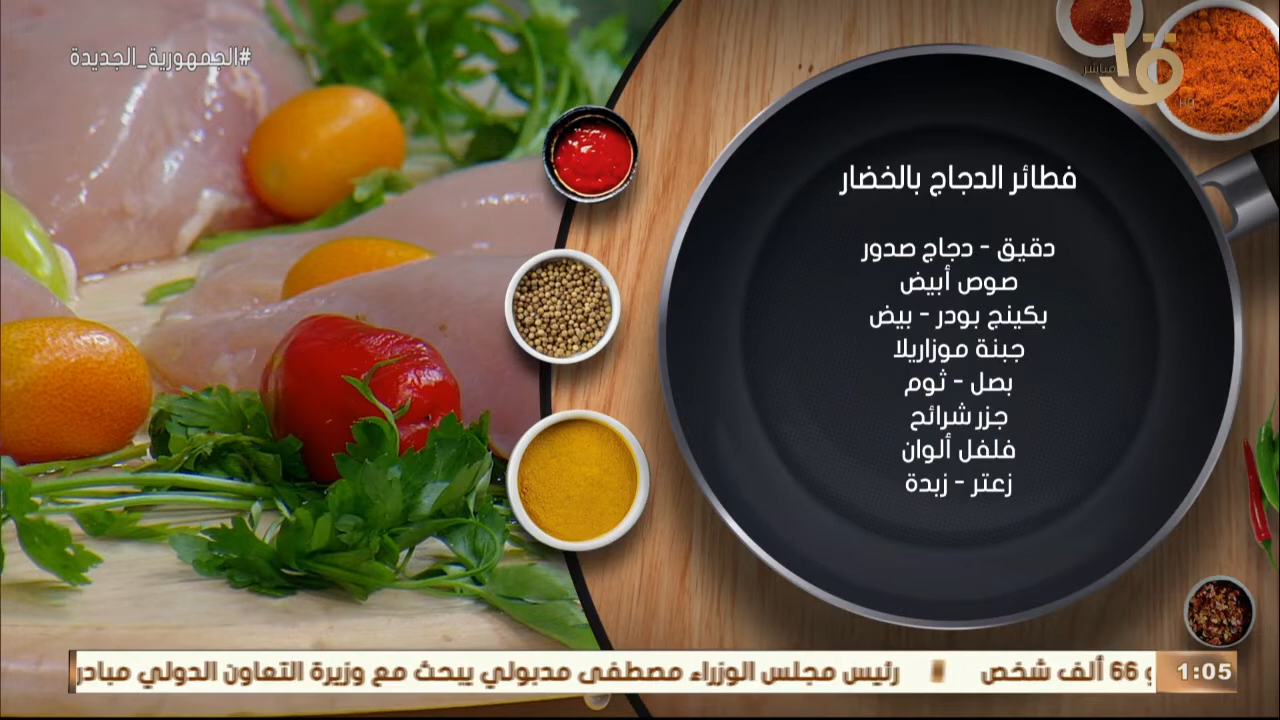 #الجمهورية_الجديدة
مباشر
فطائر الدجاج بالخضار
دقيق - دجاج صدور
صوص أبيض
بكينج بودر - بيض
جبنة موزاريلا
بصل - ثوم
جزر شرائح
فلفل ألوان
زعتر - زبدة
1:05
و 66 ألف شخص
رئيس مجلس الوزراء مصطفى مدبولي يبحث مع وزيرة التعاون الدولي مبادر